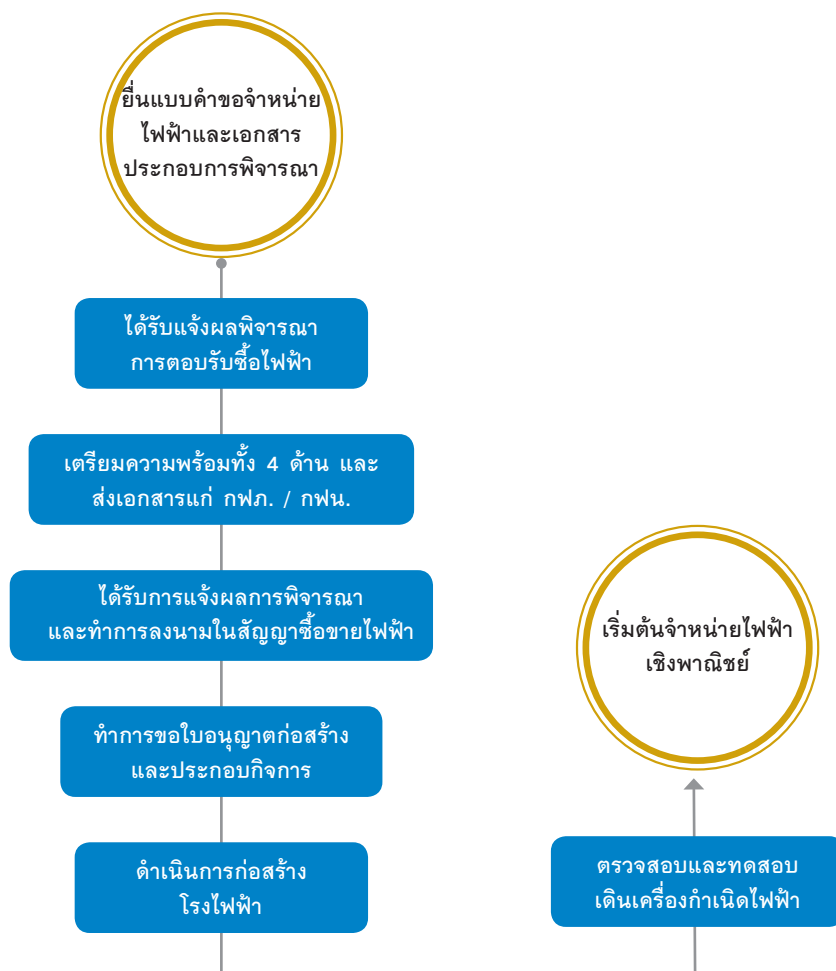 ยื่นแบบคำขอจำหน่าย
ไฟฟ้าและเอกสาร
ประกอบการพิจารณา
ได้รับแจ้งผลพิจารณา
การตอบรับซื้อไฟฟ้า
เตรียมความพร้อมทั้ง 4 ด้าน และ
ส่งเอกสารแก่ กฟภ. / กฟน.
ได้รับการแจ้งผลการพิจารณา
และทำการลงนามในสัญญาซื้อขายไฟฟ้า
ทำการขอใบอนุญาตก่อสร้าง
และประกอบกิจการ
ดำเนินการก่อสร้าง
โรงไฟฟ้า
เริ่มต้นจำหน่ายไฟฟ้า
เชิงพาณิชย์
ตรวจสอบและทดสอบ
เดินเครื่องกำเนิดไฟฟ้า